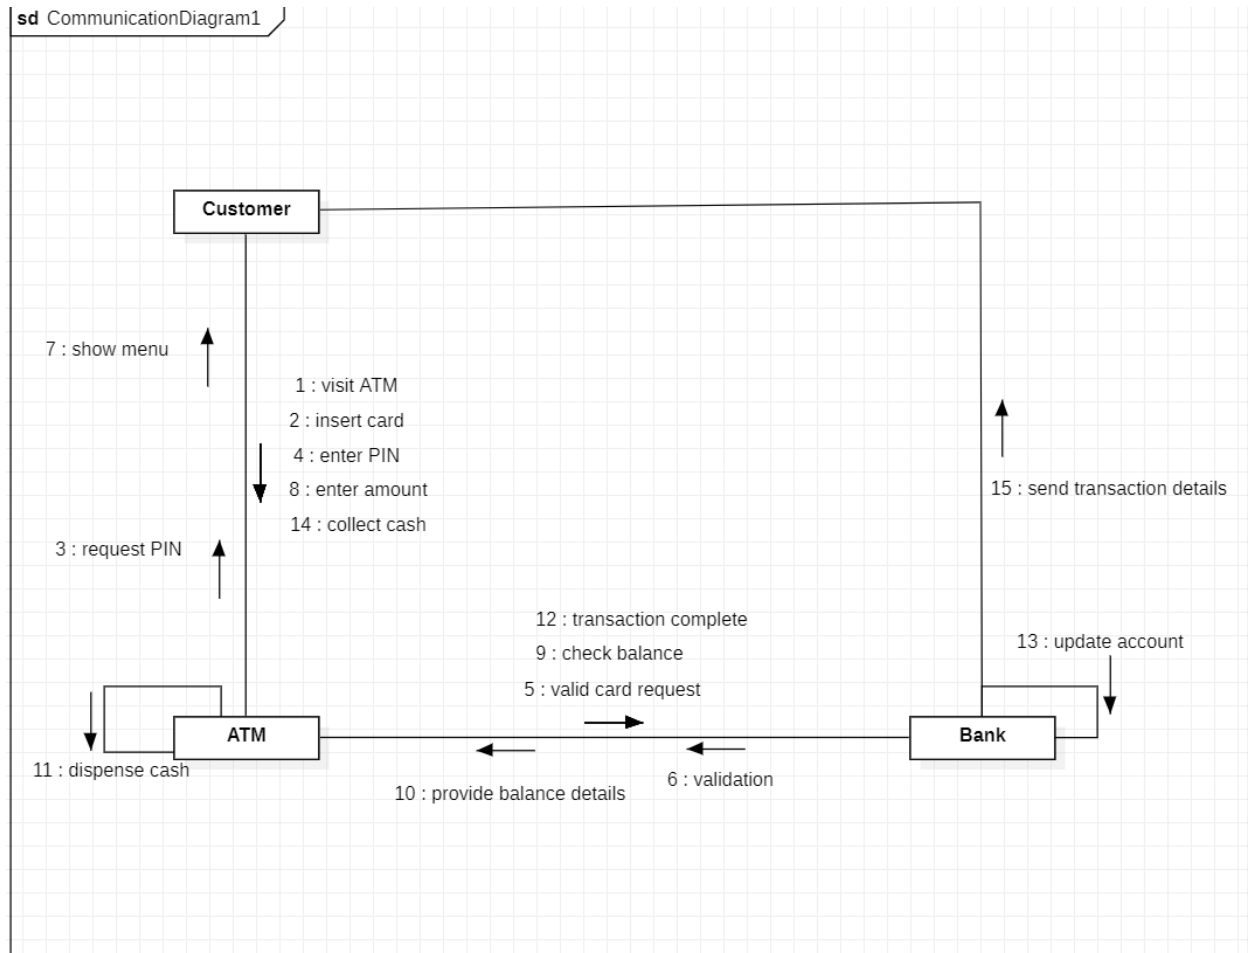 sd CommunicationDiagram1
Customer
7 : show menu
1 : visit ATM
2 : insert card
4 : enter PIN
8 : enter amount
14 : collect cash
15 : send transaction details
3 : request PIN
12 : transaction complete
9 : check balance
5 : valid card request
13 : update account
ATM
Bank
11 : dispense cash
6 : validation
10 : provide balance details